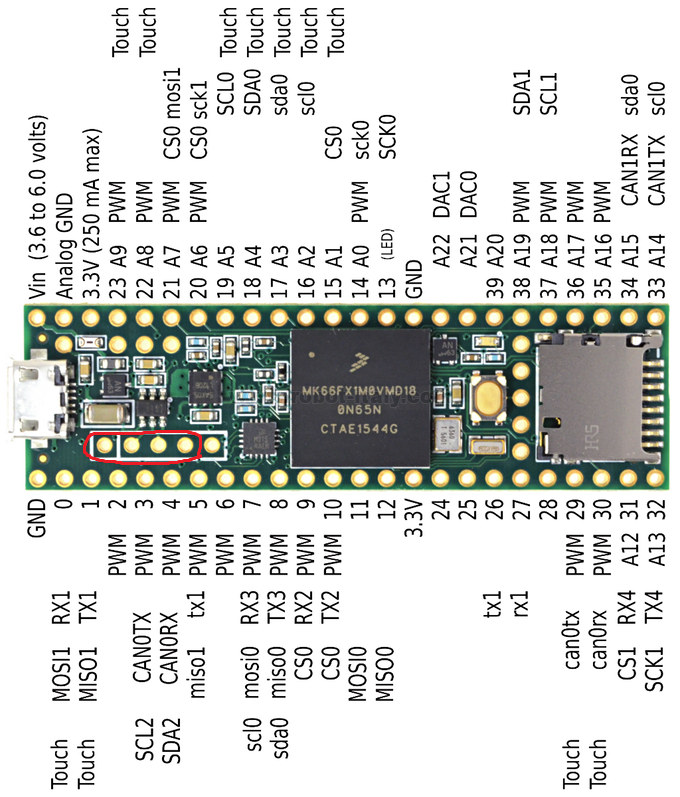 Vin (3.6 to 6.0 volts)
Analog GND
3.3V (250 mA max)
23 A9 PWM Touch
22 A8 PWM Touch
21 A7 PWM CS0 mosi1
20 A6 PWM CS0 sck1
19 A5 SCL0 Touch
18 A4 SDA0 Touch
17 A3 sda0 Touch
16 A2 scl0 Touch
15 A1 CS0 Touch
14 A0 PWM sck0
13 (LED) SCK0
GND
A22 DAC1
A21 DAC0
39 A20
38 A19 PWM SDA1
37 A18 PWM SCL1
36 A17 PWM
35 A16 PWM
34 A15 CAN1RX sda0
33 A14 CAN1TX scl0
MK66FX1M0VMD18
0N65N
CTAE1544G
GND
Touch MOSI1 RX1 0
Touch MISO1 TX1 1
PWM 2
SCL2 CAN0TX PWM 3
SDA2 CAN0RX PWM 4
miso1 tx1 PWM 5
PWM 6
scl0 mosi0 RX3 PWM 7
sda0 miso0 TX3 PWM 8
CS0 RX2 PWM 9
CS0 TX2 PWM 10
MOSI0 11
MISO0 12
3.3V
24
25
tx1 26
rx1 27
28
Touch can0tx PWM 29
Touch can0rx PWM 30
CS1 RX4 A12 31
SCK1 TX4 A13 32